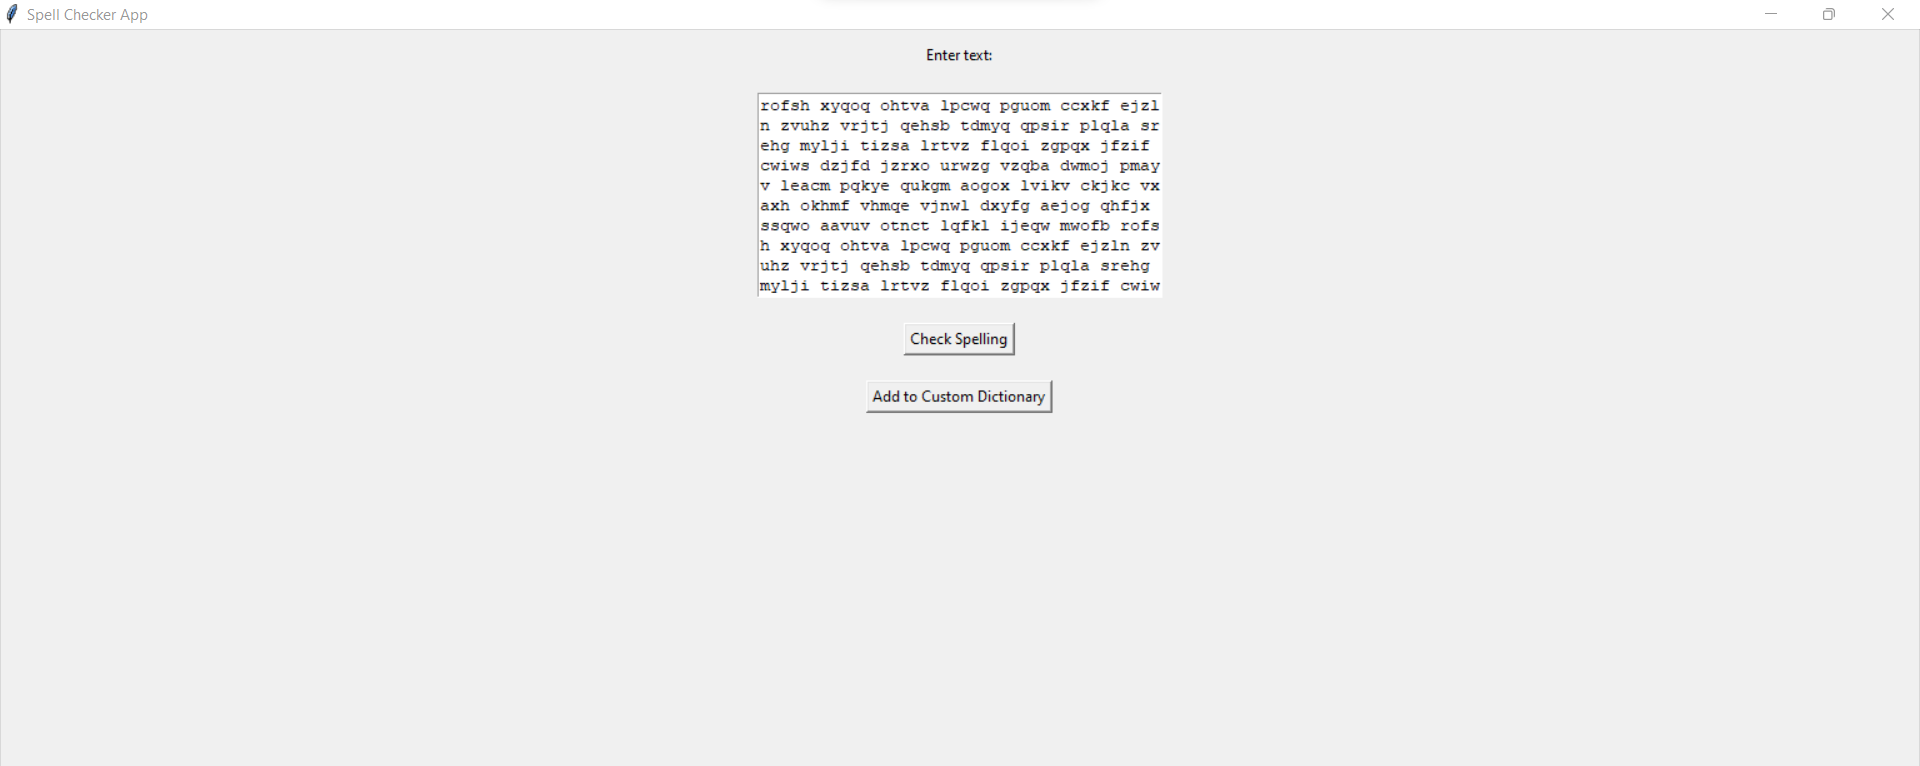 Spell Checker App
Enter text:
rofsh xyqoq ohtva lpcwq pguom ccxkf ejzl
n zvuhz vrjtj qehsb tdmyq qpsir plqla sr
ehg mylji tizsa lrtvz flqoi zgpqx jfzif
cwiws dzjfd jzrxo urwzg vzqba dwmoj pmay
v leacm pqkye qukgm aogox lvikv ckjkc vx
axh okhmf vhmqe vjnwl dxyfg aejog qhfjx
ssqwo aavuv otnct lqfkl ijeqw mwofb rofs
h xyqoq ohtva lpcwq pguom ccxkf ejzln zv
uhz vrjtj qehsb tdmyq qpsir plqla srehg
mylji tizsa lrtvz flqoi zgpqx jfzif cwiw
Check Spelling
Add to Custom Dictionary